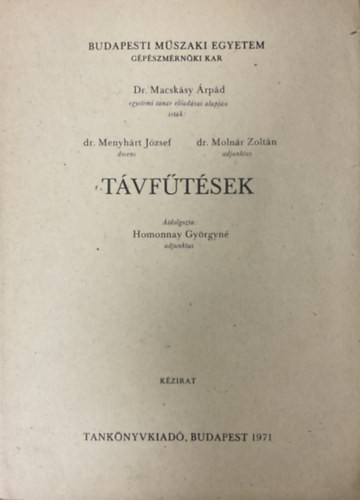 BUDAPESTI MŰSZAKI EGYETEM
GÉPÉSZMÉRNÖKI KAR
Dr. Macskásy Árpád
egyetemi tanár előadásai alapján
írták:
dr. Menyhárt József dr. Molnár Zoltán
docens adjunktus
TÁVFŰTÉSEK
Átdolgozta:
Homonnay Györgyné
adjunktus
KÉZIRAT
TANKÖNYVKIADÓ, BUDAPEST 1971